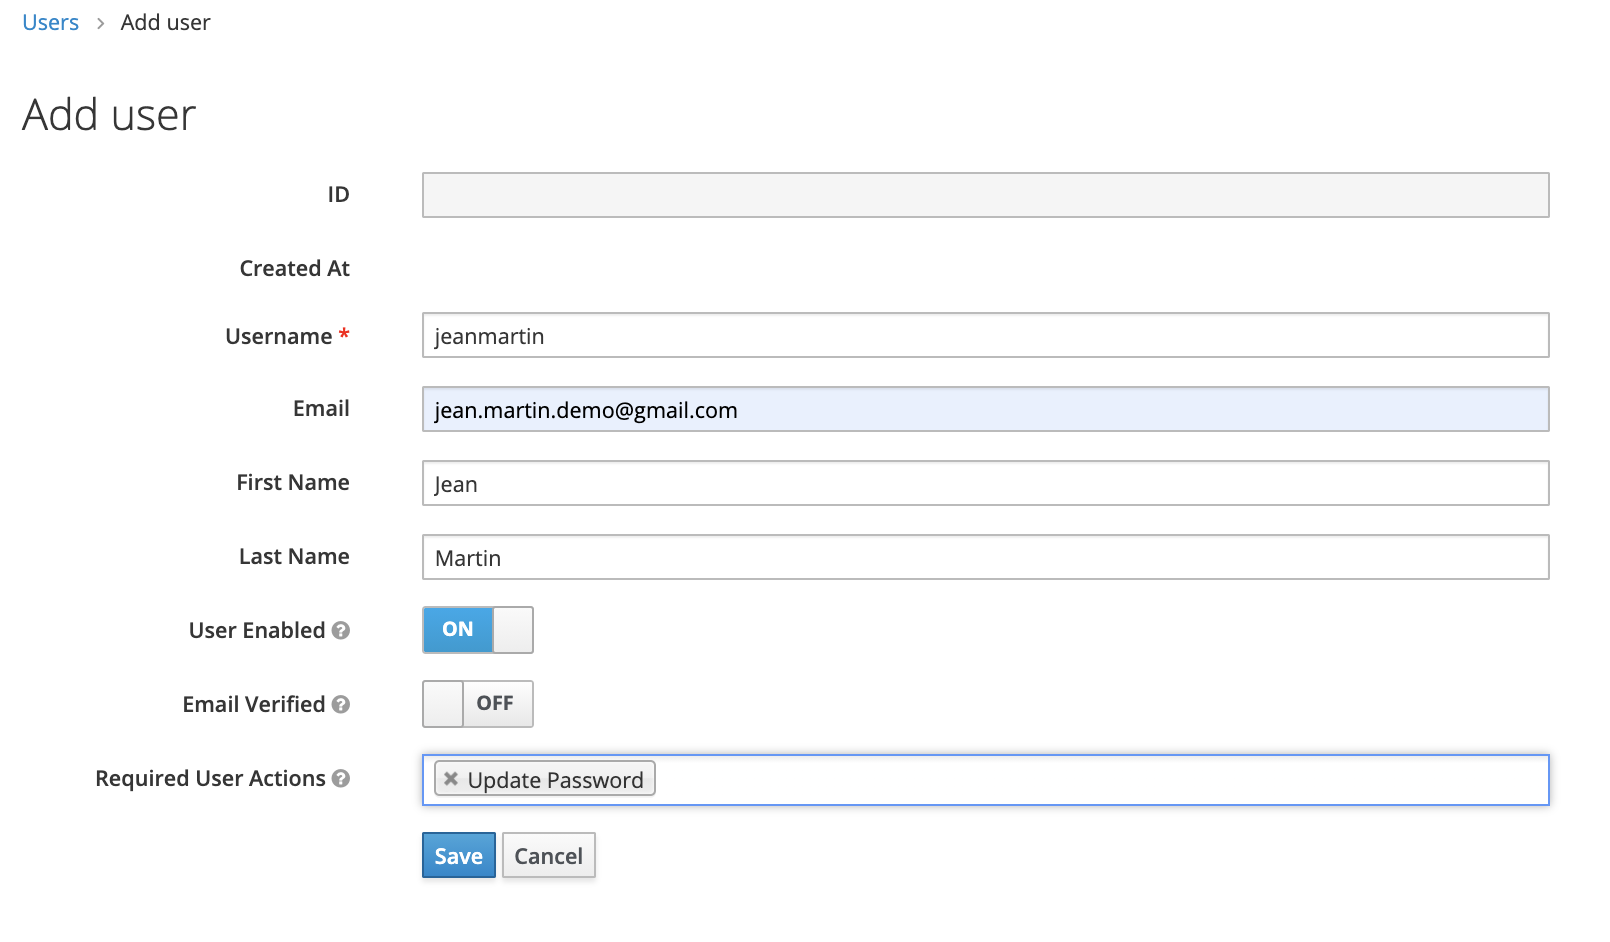 Users > Add user
Add user
ID
Created At
Username * jeanmartin
Email jean.martin.demo@gmail.com
First Name Jean
Last Name Martin
User Enabled ? ON
Email Verified ? OFF
Required User Actions ? × Update Password
Save Cancel